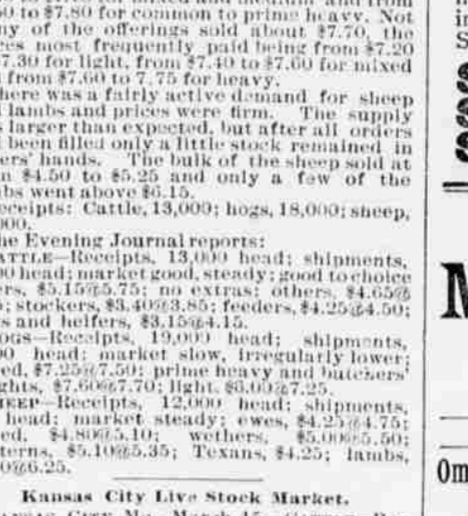 50 to $7.80 for common to prime heavy. Not
ny of the offerings sold about $7.70, the
ces most frequently paid being from $7.20
$7.30 for light, from $7.40 to $7.60 for mixed
from $7.60 to 7.75 for heavy.
here was a fairly active demand for sheep
lambs and prices were firm. The supply
s larger than expected, but after all orders
been filled only a little stock remained in
ers' hands. The bulk of the sheep sold at
m $4.50 to $5.25 and only a few of the
bs went above $6.15.
eceipts: Cattle, 13,000; hogs, 18,000; sheep,
000.
he Evening Journal reports:
ATTLE—Receipts, 13,000 head; shipments,
00 head; market good, steady; good to choice
ers, $5.15@5.75; no extras; others, $4.65@
5; stockers, $3.40@3.85; feeders, $4.25@4.50;
s and heifers, $3.15@4.15.
OGS—Receipts, 19,000 head; shipments,
00 head; market slow, irregularly lower;
ed, $7.25@7.50; prime heavy and butchers'
ghts, $7.60@7.70; light, $6.00@7.25.
HEEP—Receipts, 12,000 head; shipments,
head; market steady; ewes, $4.25@4.75;
ed, $4.80@5.10; wethers, $5.00@5.50;
terns, $5.10@5.35; Texans, $4.25; lambs,
0@6.25.
Kansas City Live Stock Market.
M
Om